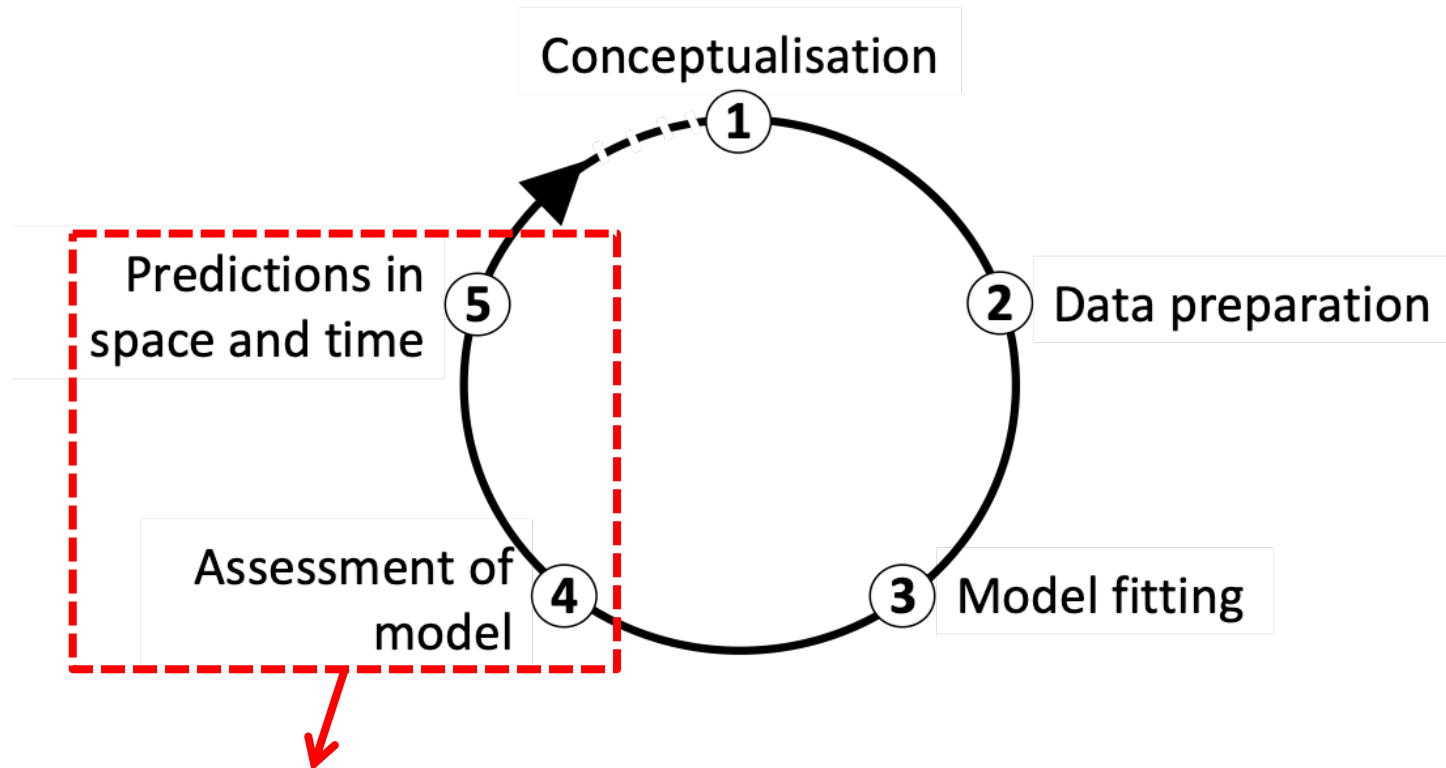 Conceptualisation
1
2
Data preparation
3
Model fitting
4
Assessment of
model
5
Predictions in
space and time